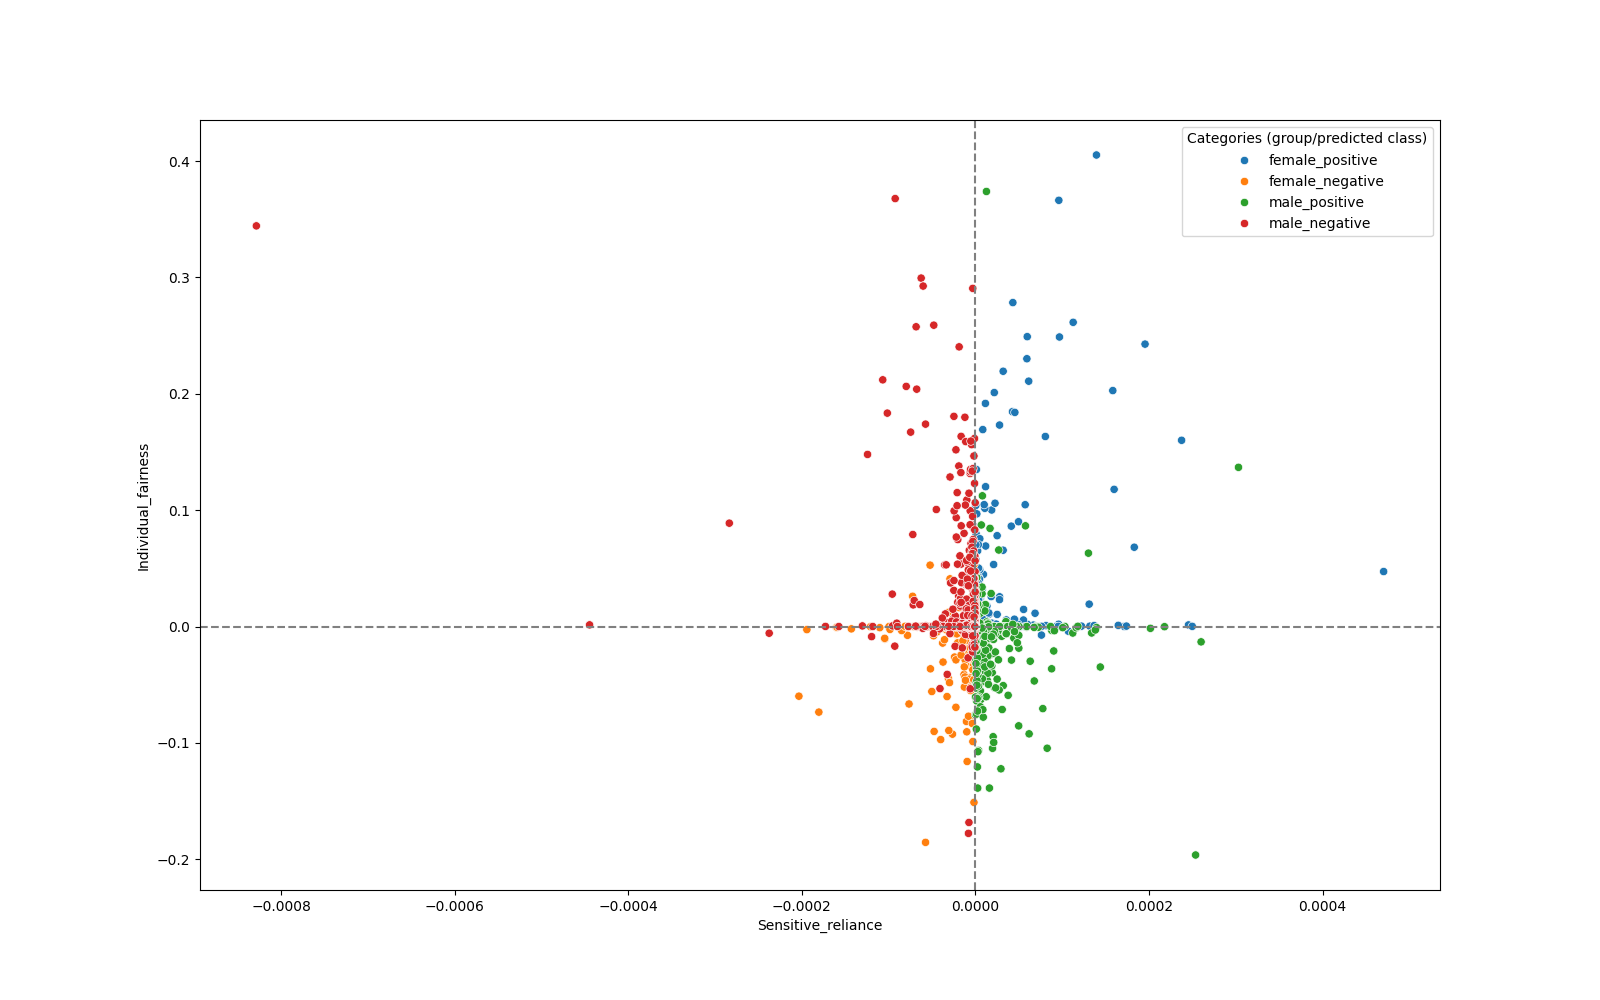 Categories (group/predicted class)
female_positive
female_negative
male_positive
male_negative
Individual_fairness
0.4
0.3
0.2
0.1
0.0
−0.1
−0.2
−0.0008
−0.0006
−0.0004
−0.0002
0.0000
0.0002
0.0004
Sensitive_reliance